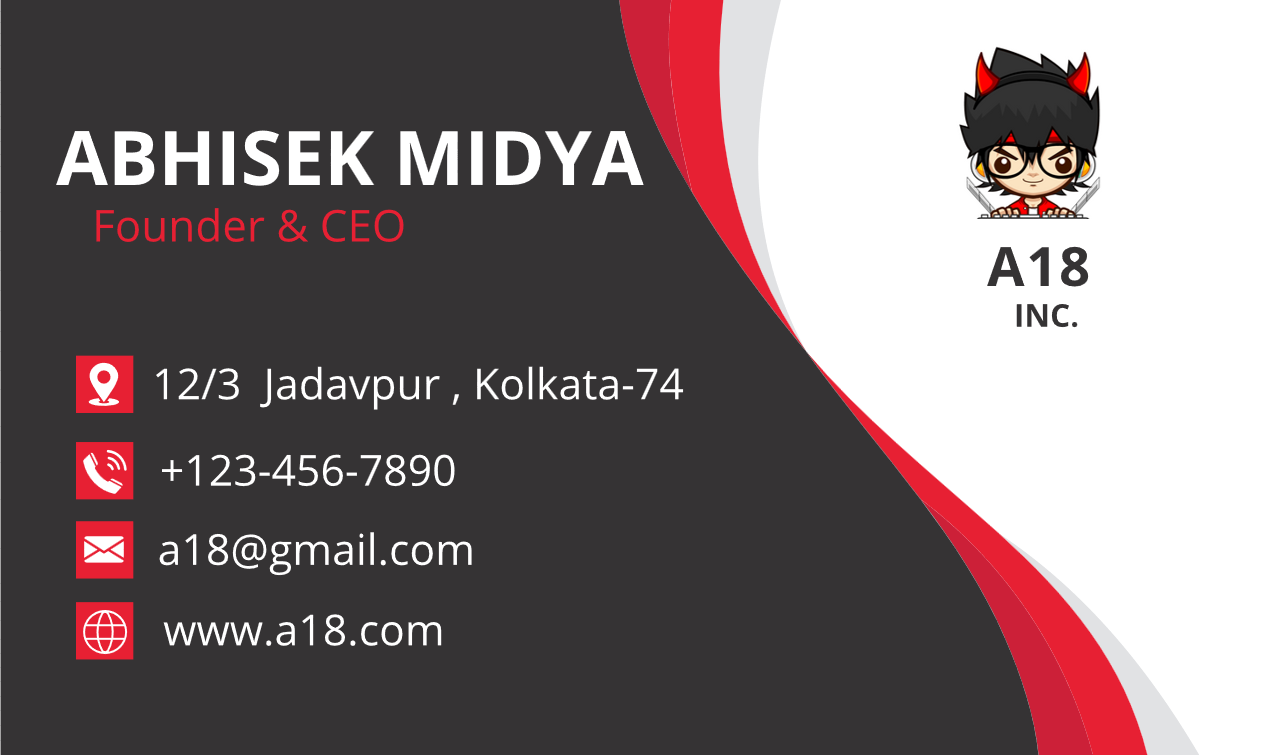 ABHISEK MIDYA
Founder & CEO
12/3 Jadavpur , Kolkata-74
+123-456-7890
a18@gmail.com
www.a18.com
A18
INC.